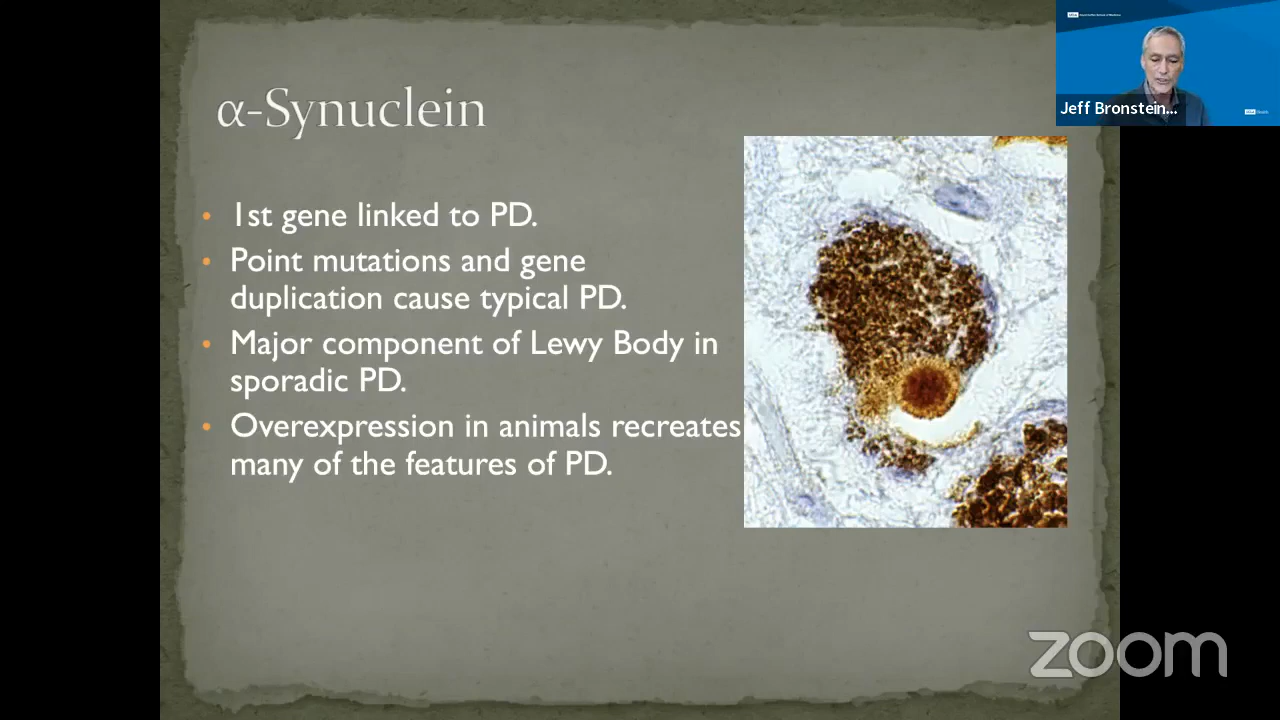 α-Synuclein
• 1st gene linked to PD.
• Point mutations and gene
duplication cause typical PD.
• Major component of Lewy Body in
sporadic PD.
• Overexpression in animals recreates
many of the features of PD.
Jeff Bronstein...
zoom